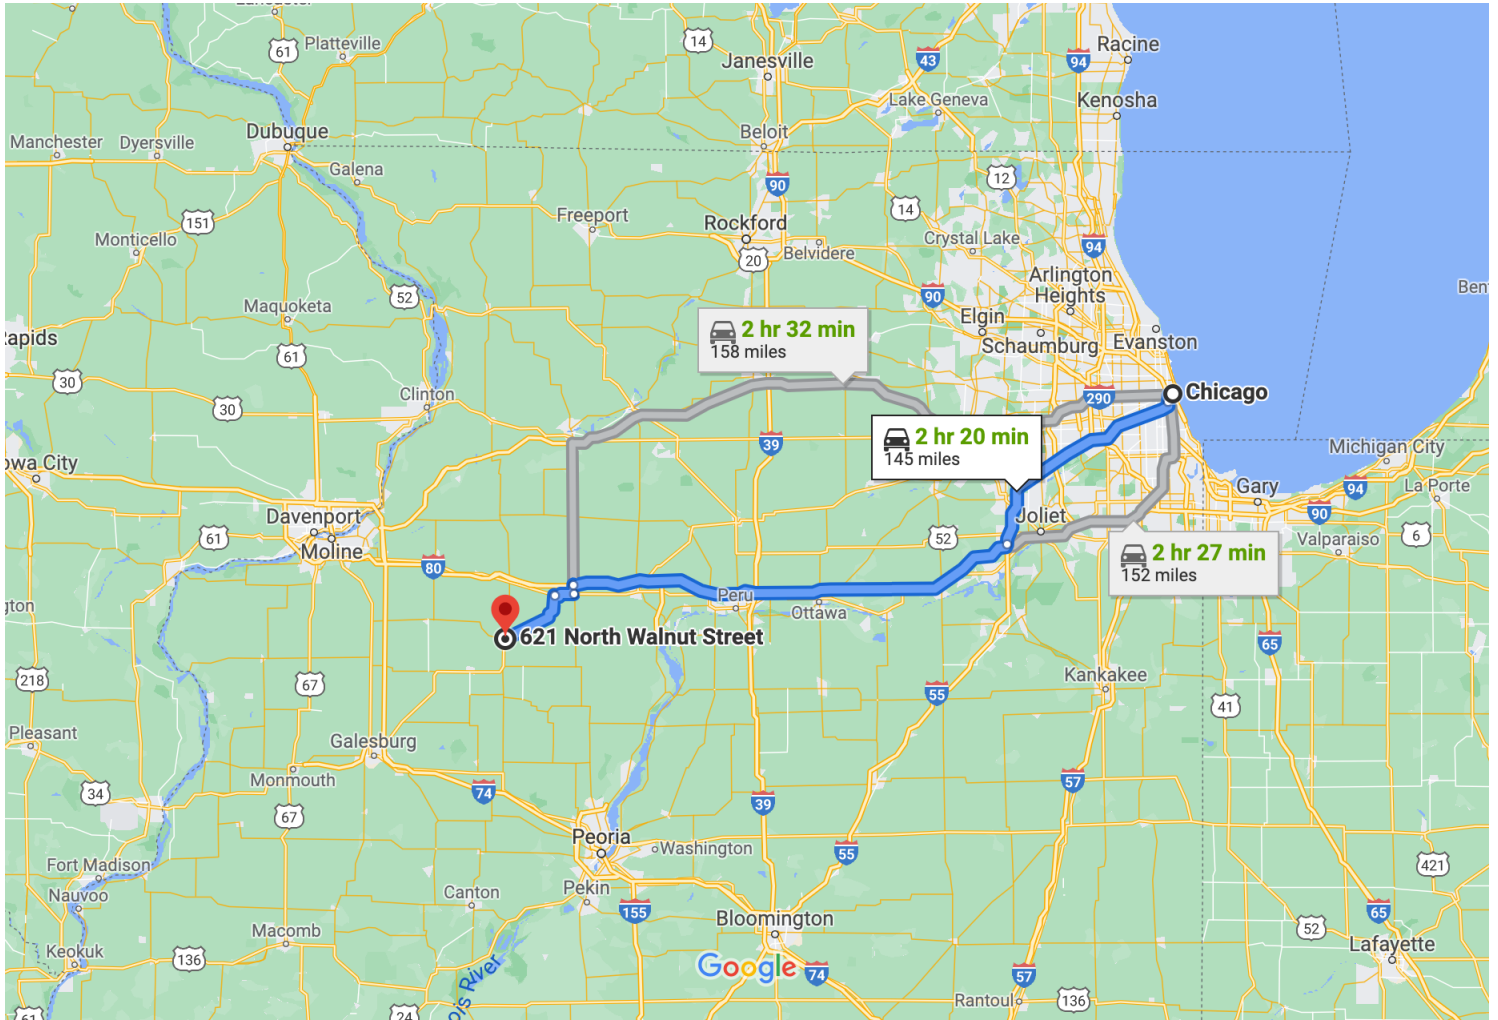 Lancaster
61
Platteville
14
Janesville
43
94
Racine
Lake Geneva
Kenosha
Manchester
Dyersville
Dubuque
Beloit
Galena
90
12
151
Freeport
Rockford
14
Monticello
20
Belvidere
Crystal Lake
94
Arlington
Heights
52
90
Maquoketa
Elgin
Ben
Rapids
61
2 hr 32 min
158 miles
Schaumburg
Evanston
30
30
Clinton
290
Chicago
39
2 hr 20 min
145 miles
Michigan City
owa City
La Porte
Davenport
Gary
94
90
61
Moline
52
Joliet
Valparaiso
6
80
2 hr 27 min
152 miles
gton
Peru
Ottawa
621 North Walnut Street
65
218
67
55
Kankakee
41
Pleasant
Galesburg
Monmouth
34
67
74
39
57
Peoria
Washington
55
421
Fort Madison
Nauvoo
Canton
Pekin
155
Bloomington
65
52
Macomb
Lafayette
Keokuk
136
Google
74
57
Rantoul
136
61
24
ois River